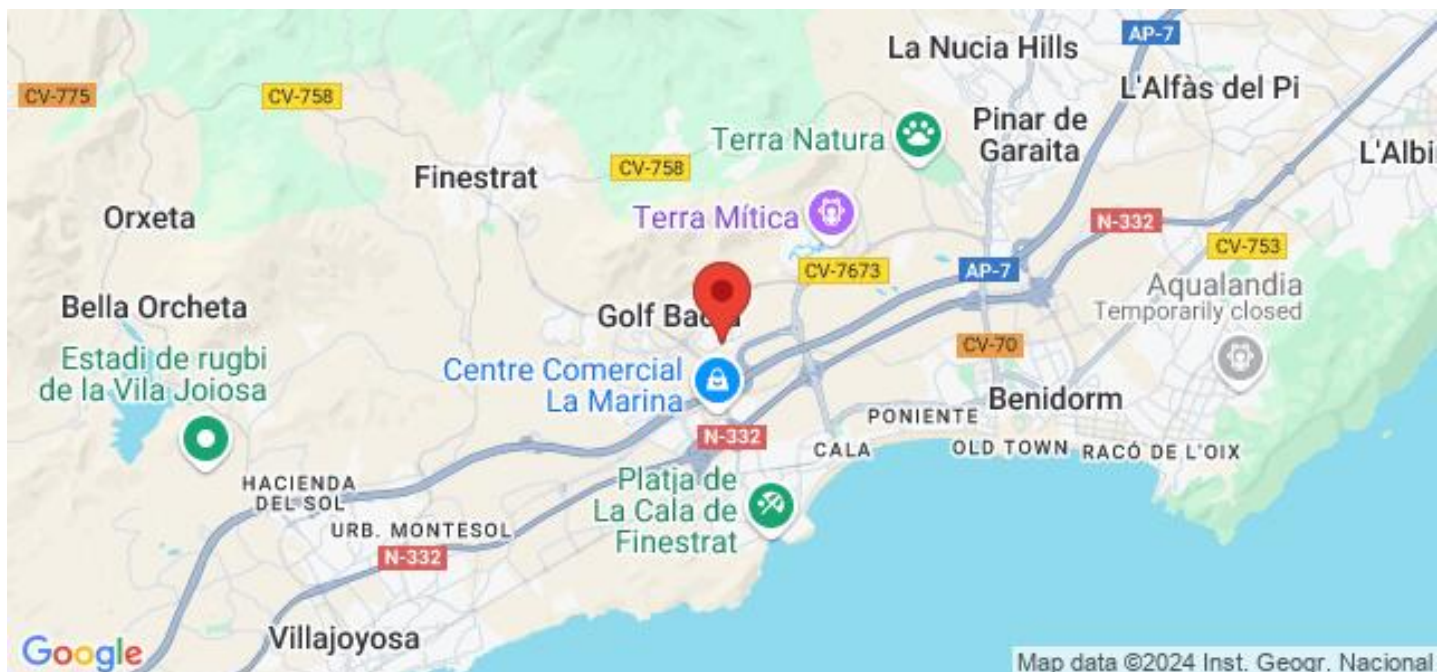 La Nucia Hills
AP-7
L'Alfàs del Pi
CV-775
CV-758
Terra Natura
Pinar de
Garaita
L'Albi
Finestrat
CV-758
Orxeta
Terra Mítica
N-332
CV-753
CV-7673
AP-7
Aqualandia
Temporarily closed
Bella Orcheta
Golf Ba
Estadi de rugbi
de la Vila Joiosa
Centre Comercial
La Marina
CV-70
Benidorm
PONIENTE
N-332
CALA
OLD TOWN
RACÓ DE L'OIX
HACIENDA
DEL SOL
Platja de
La Cala de
Finestrat
URB. MONTESOL
N-332
Villajoyosa
Google
Map data ©2024 Inst. Geogr. Nacional